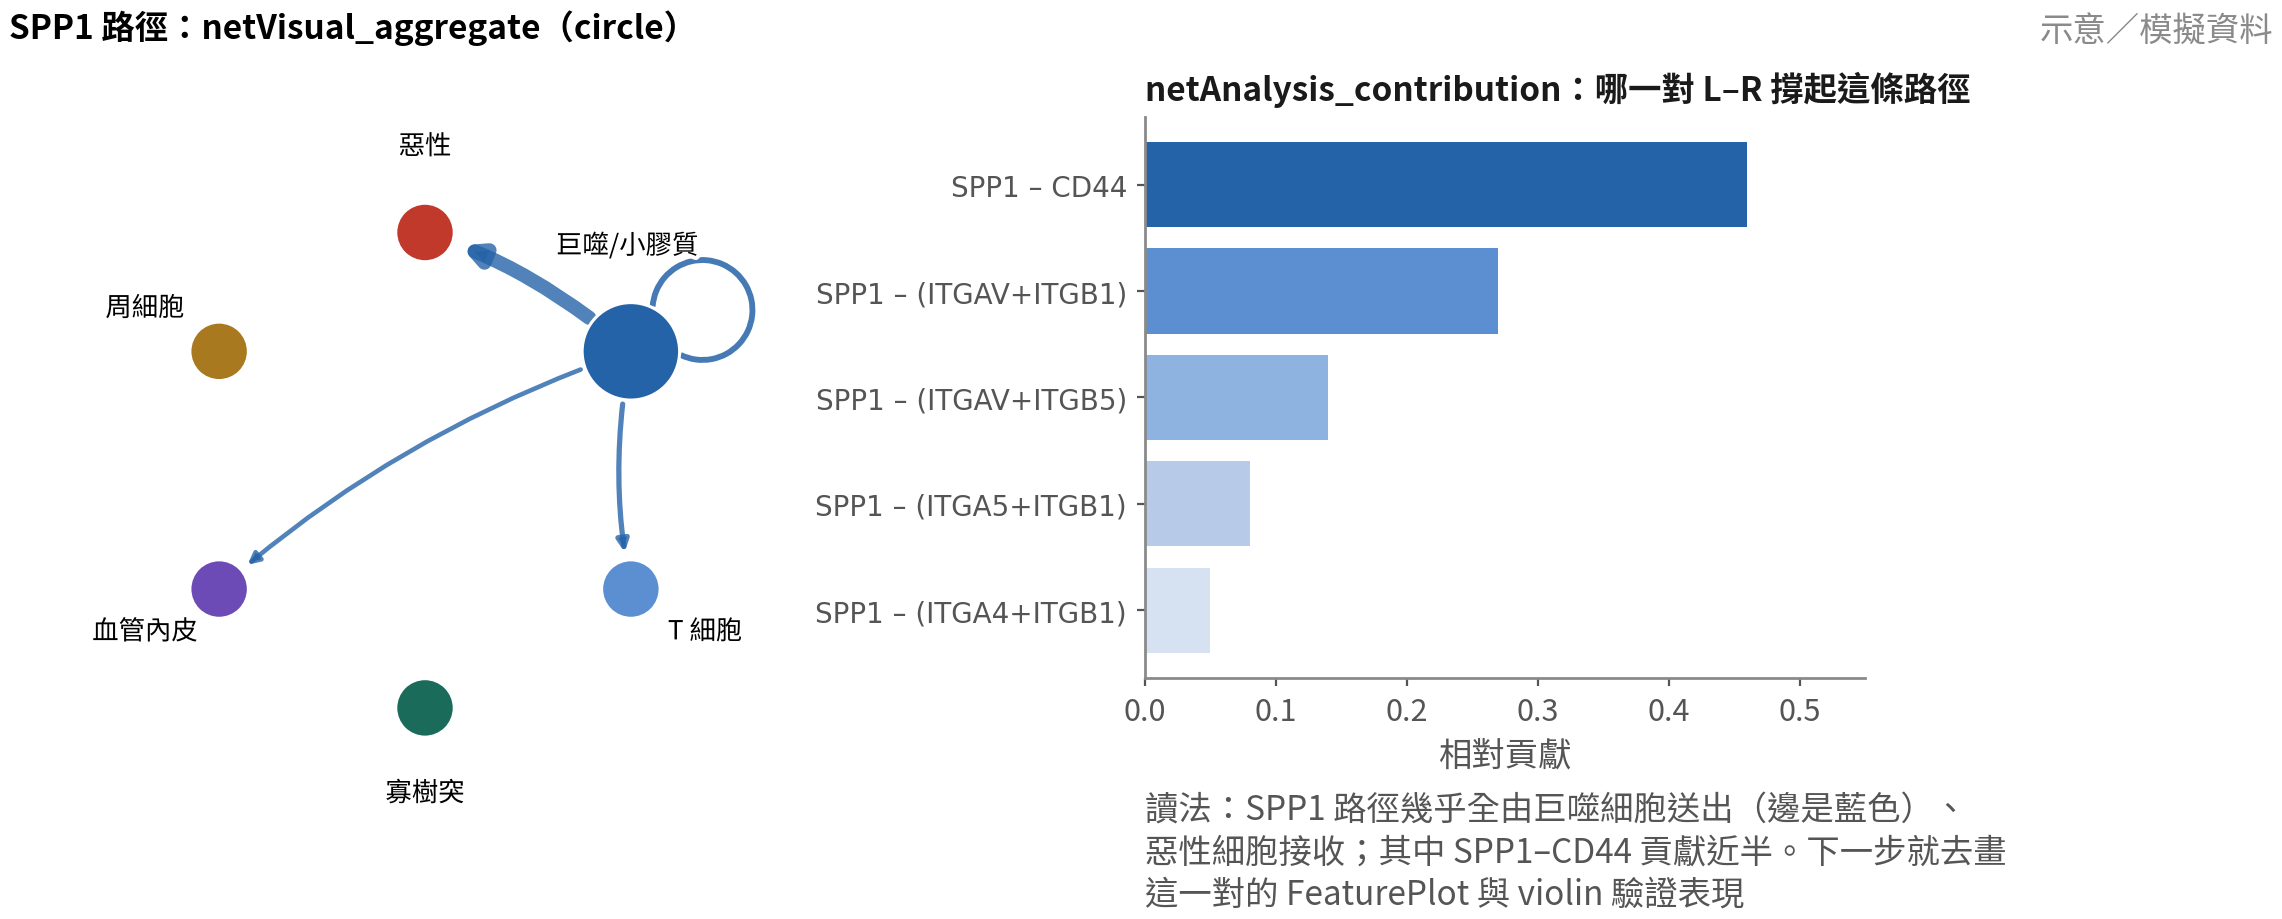 SPP1 路徑：netVisual_aggregate（circle）
示意／模擬資料
惡性
巨噬/小膠質
周細胞
血管內皮
T 細胞
寡樹突
netAnalysis_contribution：哪一對 L–R 撐起這條路徑
SPP1 – CD44
SPP1 – (ITGAV+ITGB1)
SPP1 – (ITGAV+ITGB5)
SPP1 – (ITGA5+ITGB1)
SPP1 – (ITGA4+ITGB1)
0.0 0.1 0.2 0.3 0.4 0.5
相對貢獻
讀法：SPP1 路徑幾乎全由巨噬細胞送出（邊是藍色）、
惡性細胞接收；其中 SPP1–CD44 貢獻近半。下一步就去畫
這一對的 FeaturePlot 與 violin 驗證表現